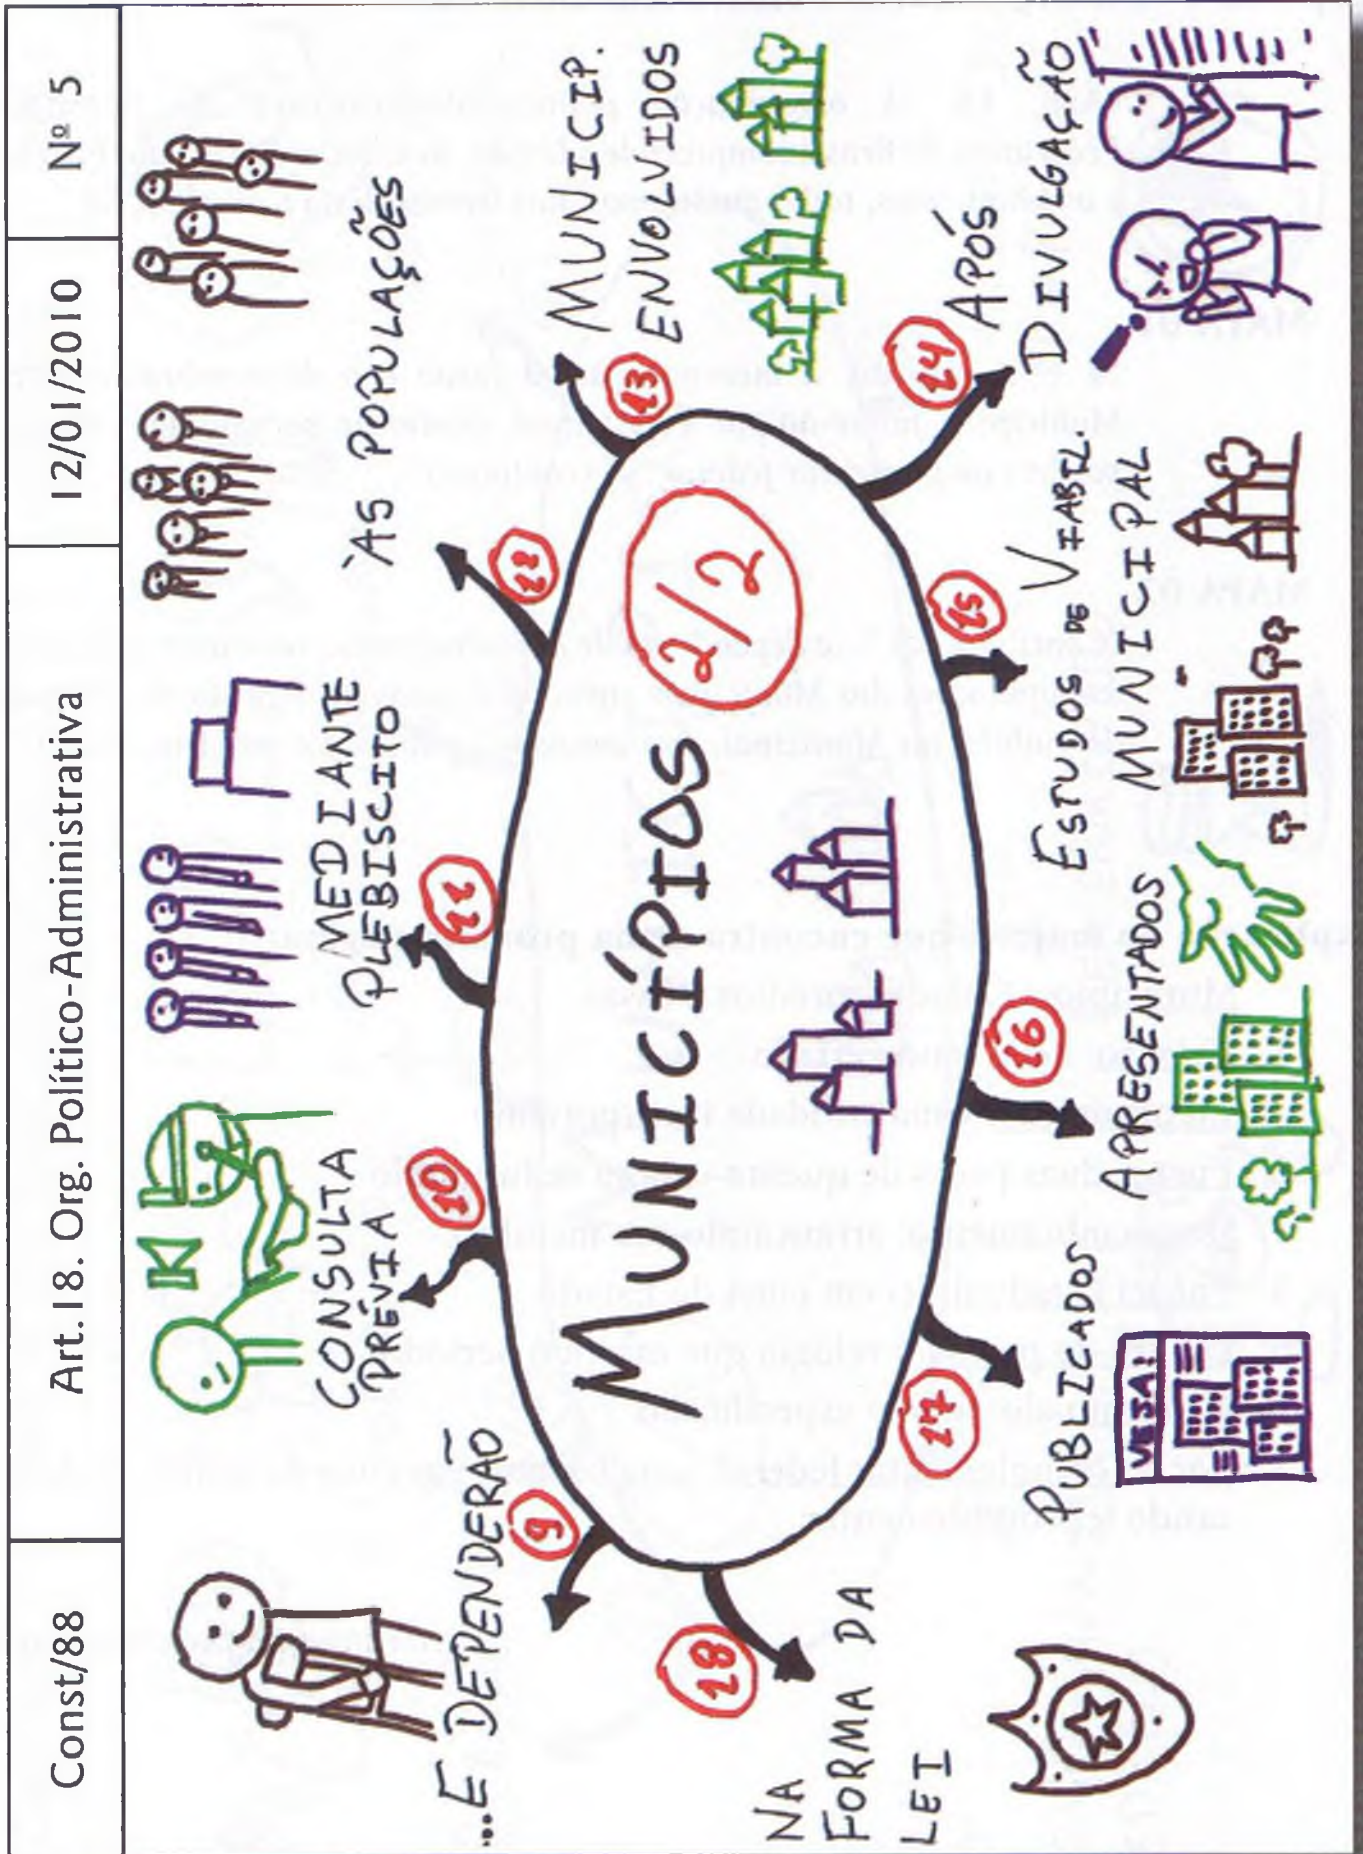 Const/88
Art.18. Org. Político-Administrativa
12/01/2010
Nº 5
MUNICÍPIOS
2/2
9
...E DEPENDERÃO
10
CONSULTA
PRÉVIA
11
MEDIANTE
PLEBISCITO
12
`AS POPULAÇÕES
13
MUNICIP.
ENVOLVIDOS
14
APÓS
DIVULGAÇÃO
15
ESTUDOS DE VIABIL.
MUNICIPAL
16
APRESENTADOS
17
PUBLICADOS
VEJA:
18
NA
FORMA DA
LEI